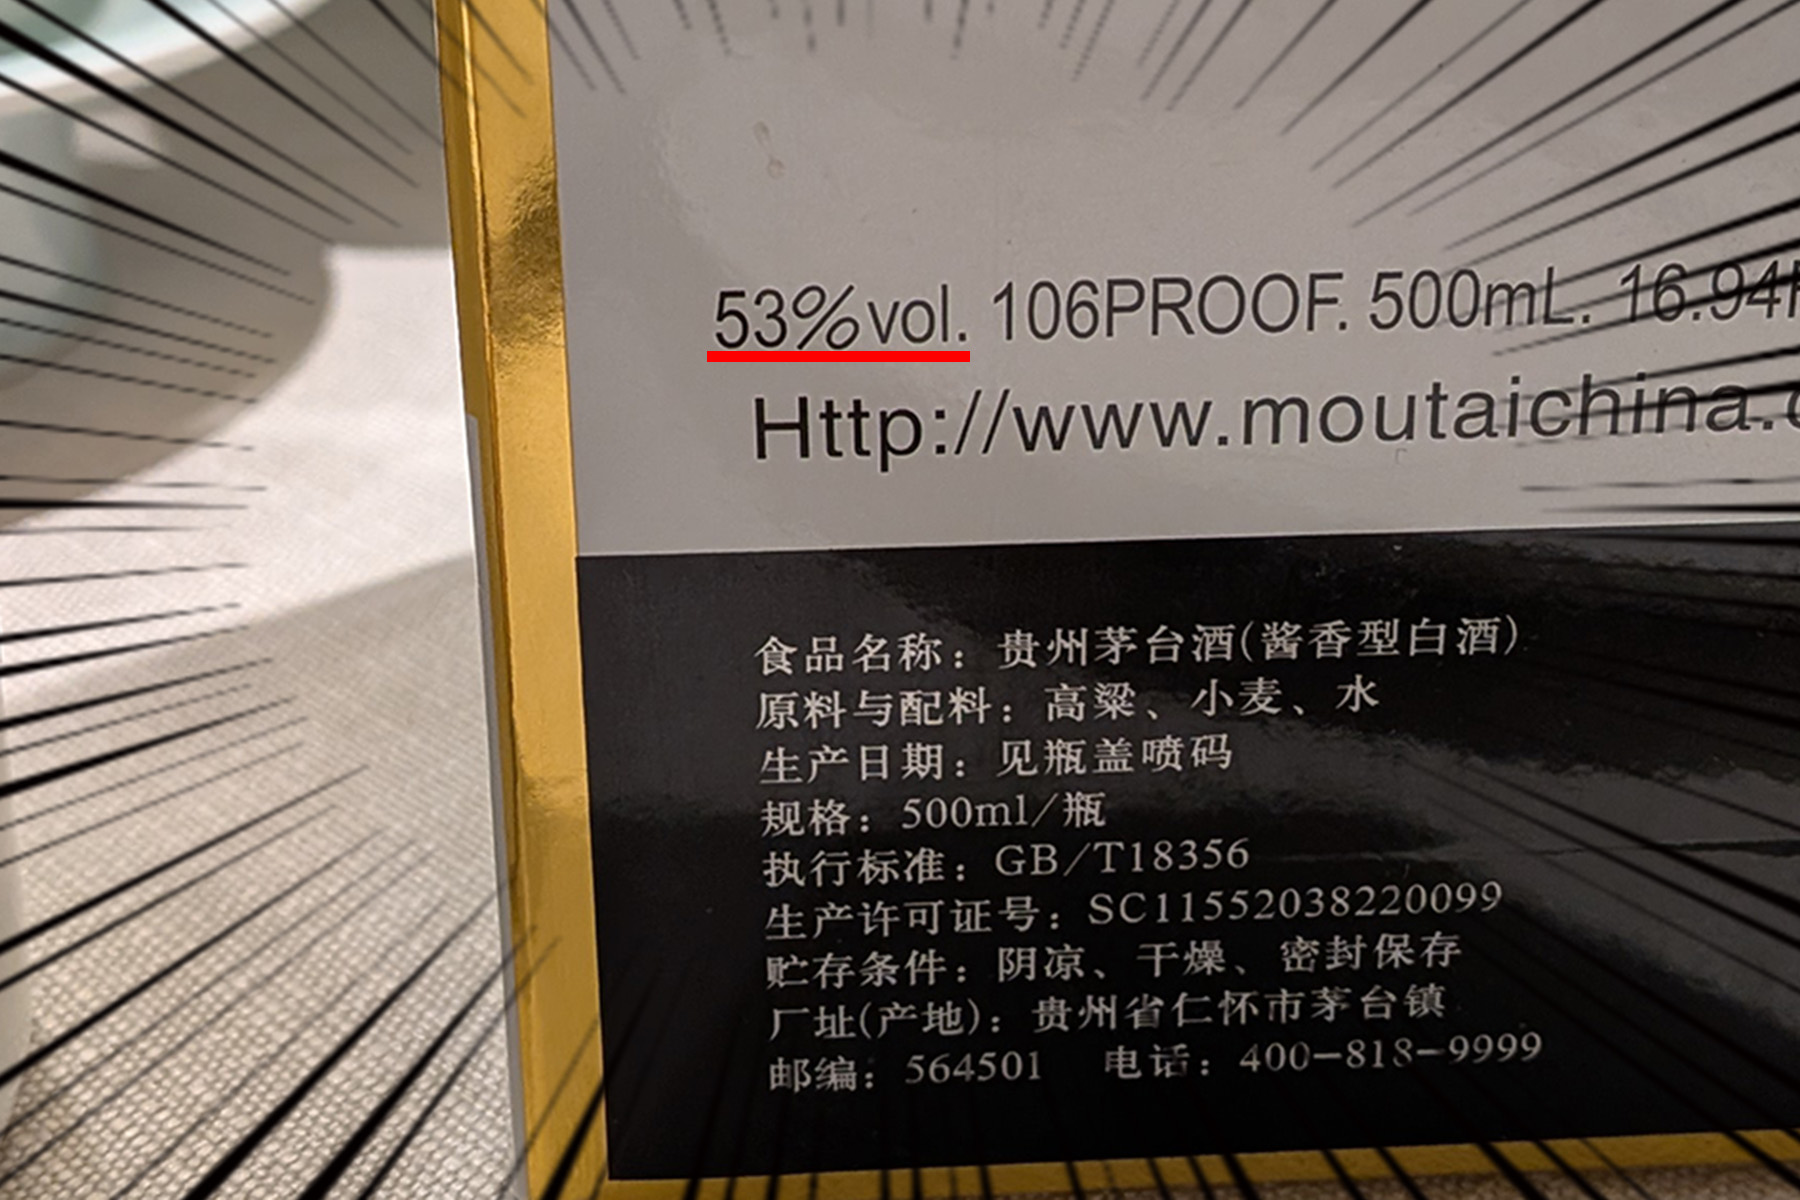 53%vol. 106PROOF. 500mL. 16.94
Http://www.moutaichina.
食品名称：贵州茅台酒(酱香型白酒)
原料与配料：高粱、小麦、水
生产日期：见瓶盖喷码
规格：500ml/瓶
执行标准：GB/T18356
生产许可证号：SC11552038220099
贮存条件：阴凉、干燥、密封保存
厂址(产地)：贵州省仁怀市茅台镇
邮编：564501 电话：400-818-9999